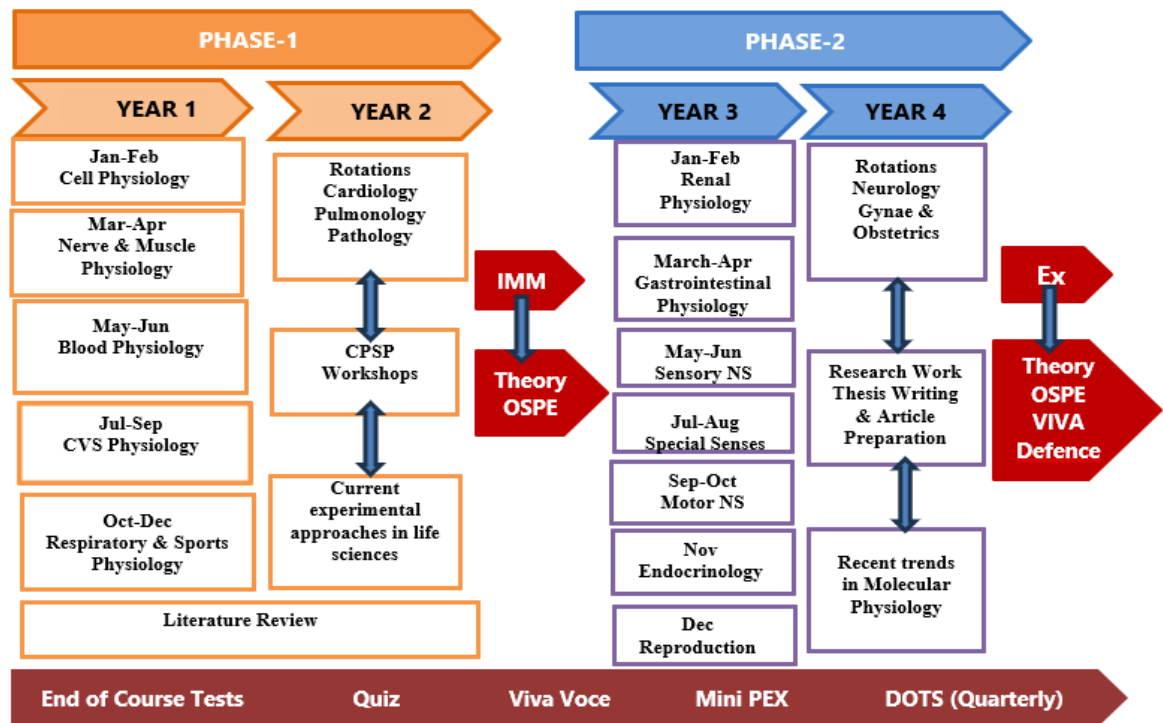 PHASE-1
PHASE-2
YEAR 1
YEAR 2
YEAR 3
YEAR 4
Jan-Feb
Cell Physiology
Mar-Apr
Nerve & Muscle
Physiology
May-Jun
Blood Physiology
Jul-Sep
CVS Physiology
Oct-Dec
Respiratory & Sports
Physiology
Rotations
Cardiology
Pulmonology
Pathology
CPSP
Workshops
Current
experimental
approaches in life
sciences
Literature Review
IMM
Theory
OSPE
Jan-Feb
Renal
Physiology
March-Apr
Gastrointestinal
Physiology
May-Jun
Sensory NS
Jul-Aug
Special Senses
Sep-Oct
Motor NS
Nov
Endocrinology
Dec
Reproduction
Rotations
Neurology
Gynae &
Obstetrics
Research Work
Thesis Writing
& Article
Preparation
Recent trends
in Molecular
Physiology
Ex
Theory
OSPE
VIVA
Defence
End of Course Tests Quiz Viva Voce Mini PEX DOTS (Quarterly)